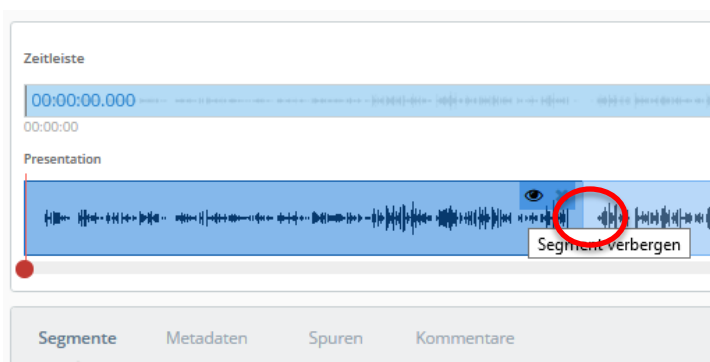 Zeitleiste
00:00:00.000
00:00:00
Presentation
Segment verbergen
Segmente Metadaten Spuren Kommentare